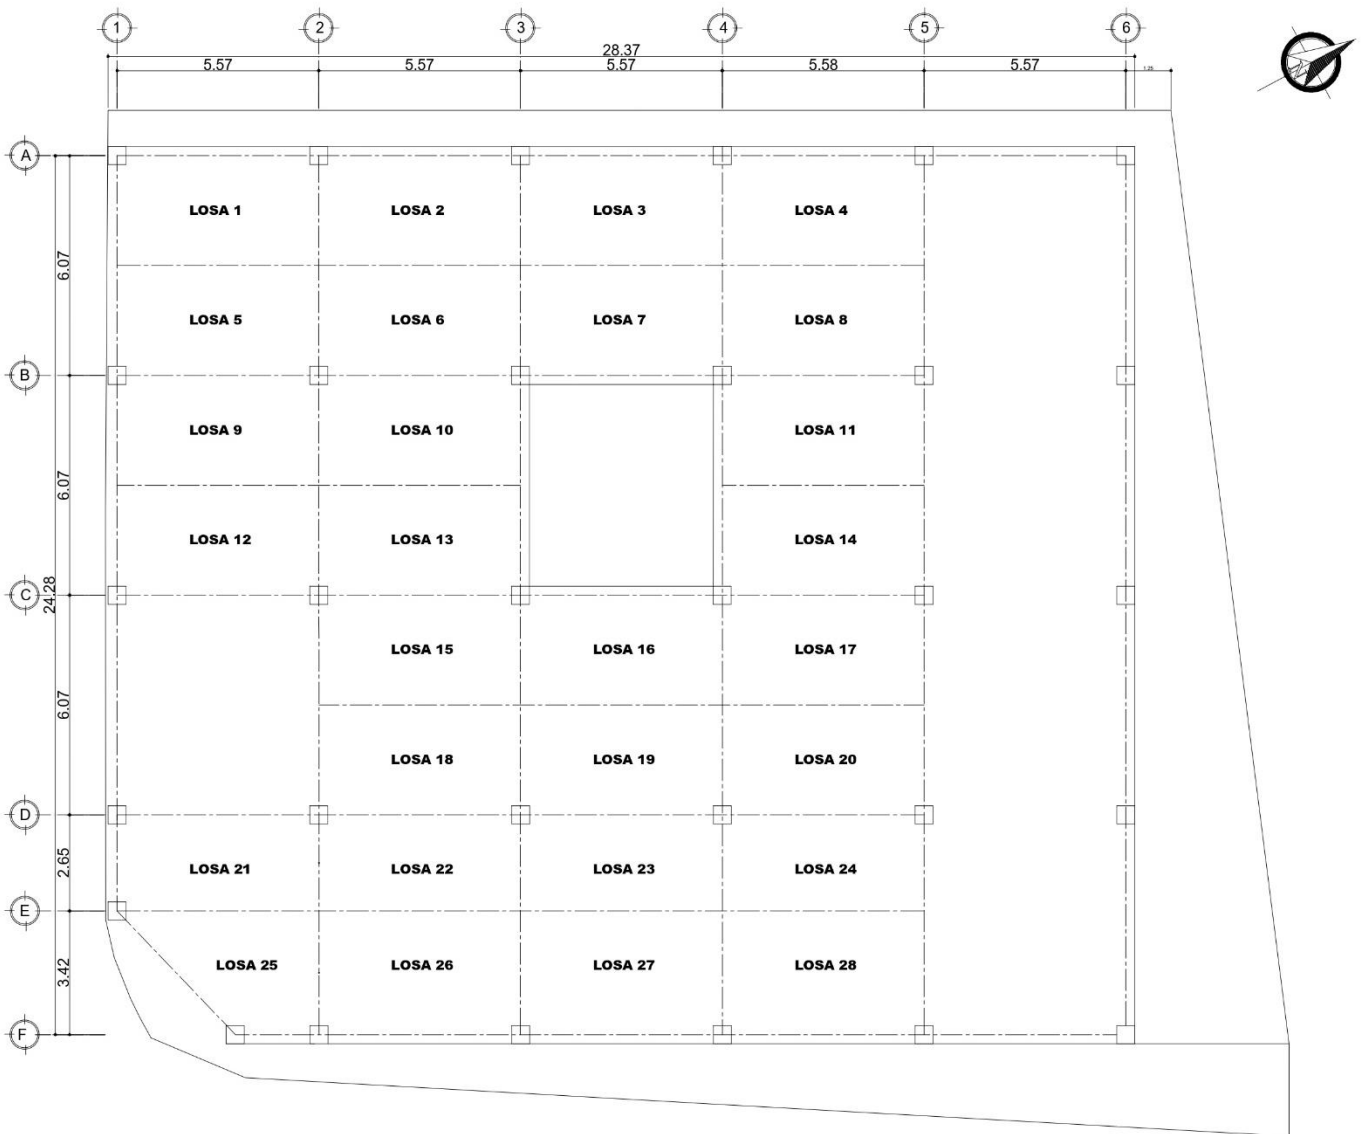 1 2 3 4 5 6
28.37
5.57 5.57 5.57 5.58 5.57 1.25
N
A
LOSA 1 LOSA 2 LOSA 3 LOSA 4
6.07
LOSA 5 LOSA 6 LOSA 7 LOSA 8
B
LOSA 9 LOSA 10 LOSA 11
6.07
LOSA 12 LOSA 13 LOSA 14
C
24.28
LOSA 15 LOSA 16 LOSA 17
6.07
LOSA 18 LOSA 19 LOSA 20
D
2.65
LOSA 21 LOSA 22 LOSA 23 LOSA 24
E
LOSA 25 LOSA 26 LOSA 27 LOSA 28
3.42
F